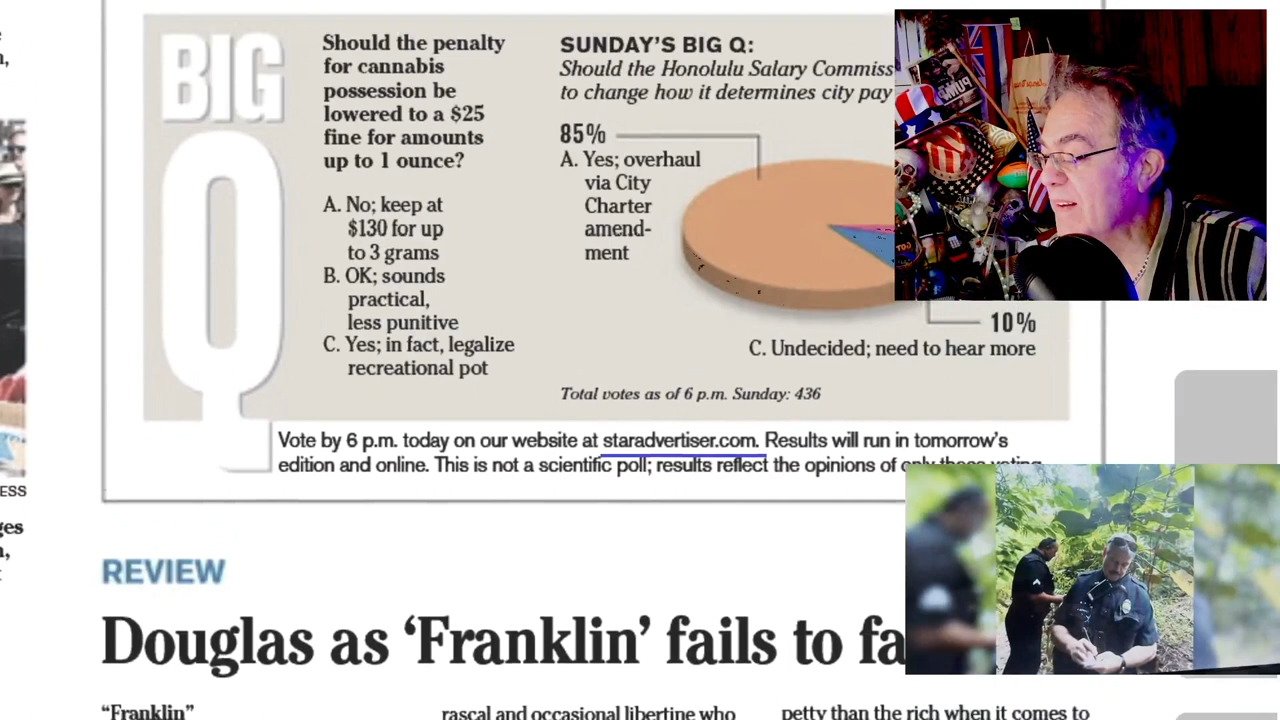 BIG
Q
Should the penalty
for cannabis
possession be
lowered to a $25
fine for amounts
up to 1 ounce?
A. No; keep at
$130 for up
to 3 grams
B. OK; sounds
practical,
less punitive
C. Yes; in fact, legalize
recreational pot
SUNDAY'S BIG Q:
Should the Honolulu Salary Commiss
to change how it determines city pay
85%
A. Yes; overhaul
via City
Charter
amend-
ment
10%
C. Undecided; need to hear more
Total votes as of 6 p.m. Sunday: 436
Vote by 6 p.m. today on our website at staradvertiser.com. Results will run in tomorrow's
edition and online. This is not a scientific poll; results reflect the opinions of only those voting
ESS
REVIEW
Douglas as 'Franklin' fails to fa
"Franklin"
rascal and occasional libertine who
petty than the rich when it comes to